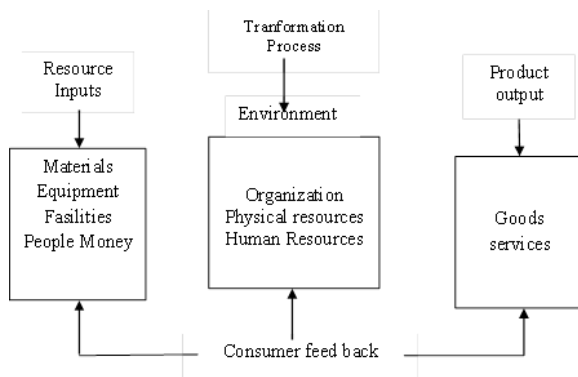 Resource
Inputs
Materials
Equipment
Fasilities
People Money
Tranformation
Process
Environment
Organization
Physical resources
Human Resources
Product
output
Goods
services
Consumer feed back